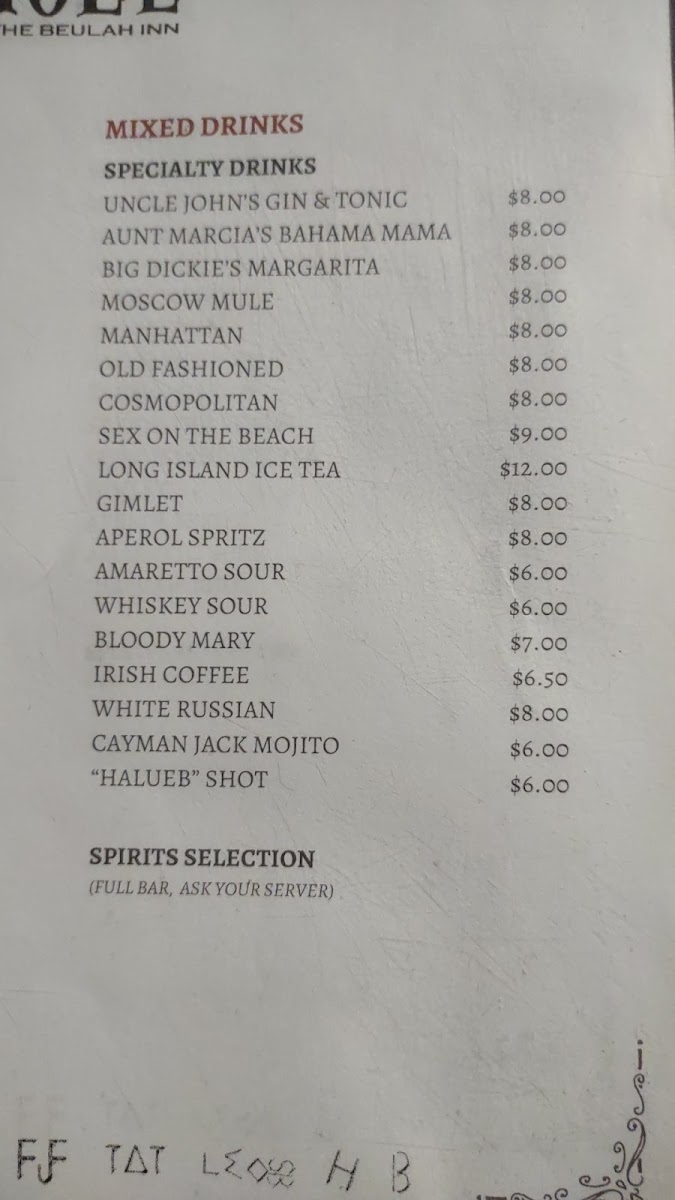 THE BEULAH INN
MIXED DRINKS
SPECIALTY DRINKS
UNCLE JOHN'S GIN & TONIC $8.00
AUNT MARCIA'S BAHAMA MAMA $8.00
BIG DICKIE'S MARGARITA $8.00
MOSCOW MULE $8.00
MANHATTAN $8.00
OLD FASHIONED $8.00
COSMOPOLITAN $8.00
SEX ON THE BEACH $9.00
LONG ISLAND ICE TEA $12.00
GIMLET $8.00
APEROL SPRITZ $8.00
AMARETTO SOUR $6.00
WHISKEY SOUR $6.00
BLOODY MARY $7.00
IRISH COFFEE $6.50
WHITE RUSSIAN $8.00
CAYMAN JACK MOJITO $6.00
"HALUEB" SHOT $6.00
SPIRITS SELECTION
(FULL BAR, ASK YOUR SERVER)